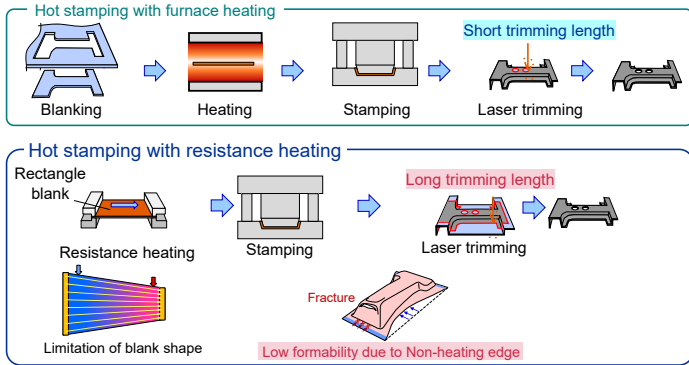 Hot stamping with furnace heating
Short trimming length
Blanking
Heating
Stamping
Laser trimming
Hot stamping with resistance heating
Rectangle
blank
Long trimming length
Resistance heating
Stamping
Laser trimming
Fracture
Limitation of blank shape
Low formability due to Non-heating edge